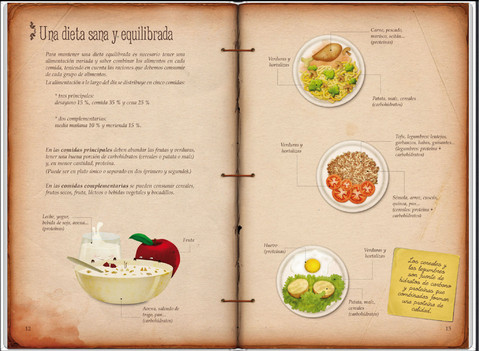 Una dieta sana y equilibrada
Para mantener una dieta equilibrada es necesario tener una
alimentación variada y saber combinar los alimentos en cada
comida, teniendo en cuenta las raciones que debemos consumir
de cada grupo de alimentos.
La alimentación a lo largo del día se distribuye en cinco comidas:
* tres principales:
desayuno 15 %, comida 35 % y cena 25 %.
* dos complementarias:
media mañana 10 % y merienda 15 %.
En las comidas principales deben abundar las frutas y verduras,
tener una buena porción de carbohidratos (cereales o patata o maíz)
y, en menor cantidad, proteína.
(Puede ser en plato único o separado en dos (primero y segundo).)
En las comidas complementarias se pueden consumir cereales,
frutos secos, fruta, lácteos o bebidas vegetales y bocadillos.
Leche, yogur,
bebida de soja, avena...
(proteínas)
Fruta
Avena, salvado de
trigo, pan...
(carbohidratos)
12
Carne, pescado,
marisco, seitán...
(proteínas)
Verduras y
hortalizas
Patata, maíz, cereales
(carbohidratos)
Tofu, legumbres: lentejas,
garbanzos, habas, guisantes...
(legumbres: proteína +
carbohidratos)
Verduras y
hortalizas
Sémola, arroz, cuscús,
quinoa, pan...
(cereales: proteína +
carbohidratos)
Huevo
(proteínas)
Verduras y
hortalizas
Patata, maíz,
cereales
(carbohidratos)
Los cereales y
las legumbres
son fuente de
hidratos de carbono
y proteínas que
combinadas forman
una proteína de
calidad.
13